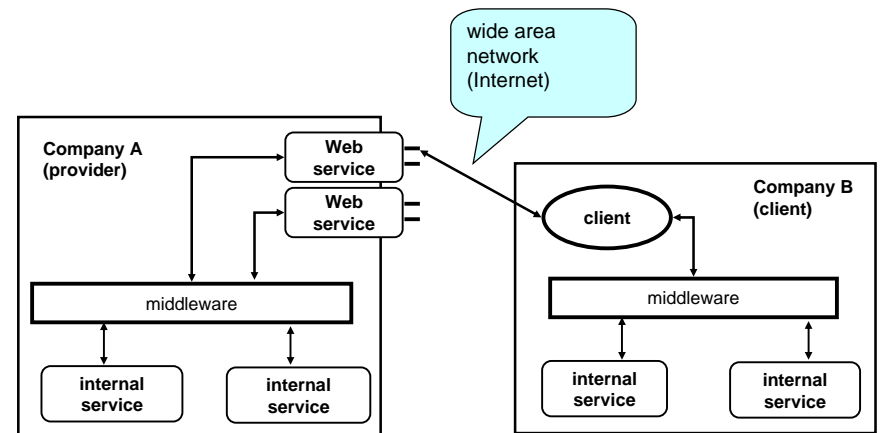 wide area
network
(Internet)
Company A
(provider)
Web
service
Web
service
middleware
internal
service
internal
service
Company B
(client)
client
middleware
internal
service
internal
service